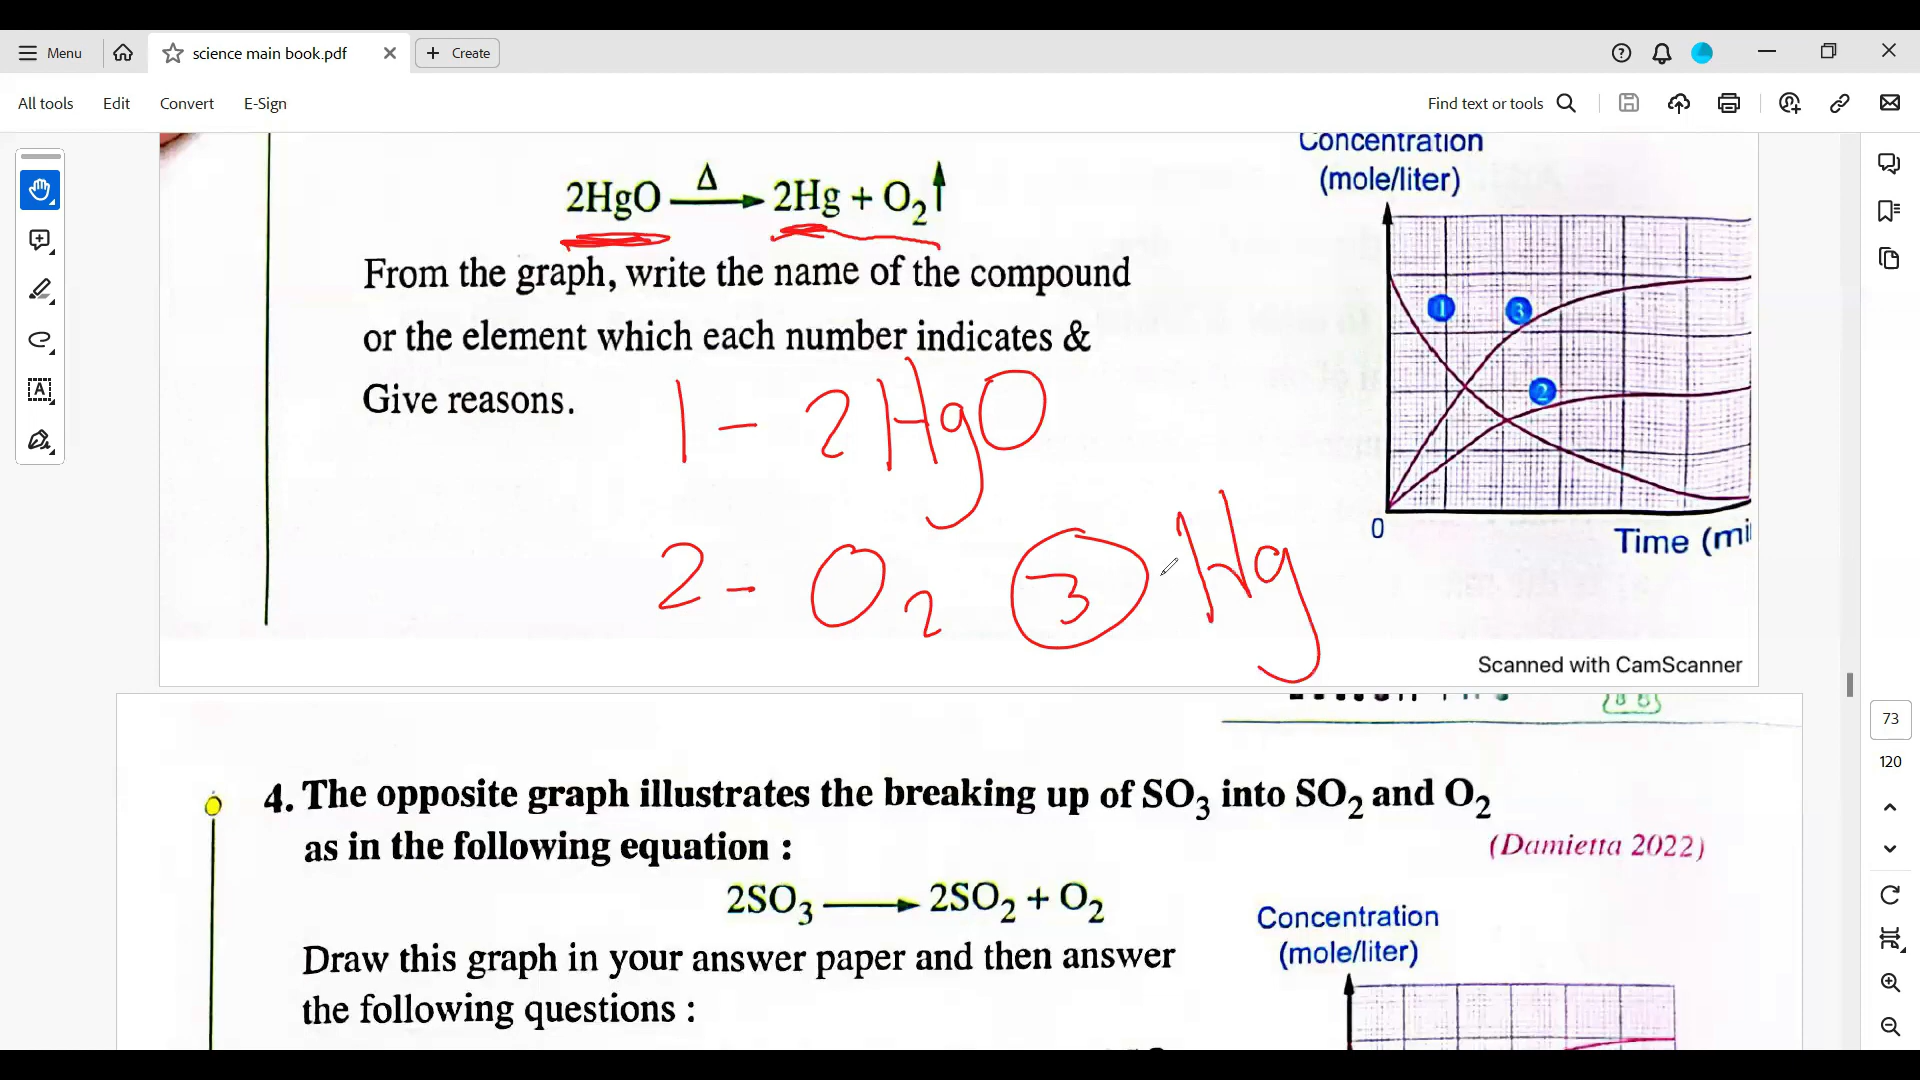 Menu
science main book.pdf
Create
All tools
Edit
Convert
E-Sign
Find text or tools
2HgO Δ → 2Hg + O₂ ↑
From the graph, write the name of the compound
or the element which each number indicates &
Give reasons.
Concentration
(mole/liter)
1
3
2
0
Time (mi
1 - 2HgO
2 - O₂ 3 Hg
Scanned with CamScanner
4. The opposite graph illustrates the breaking up of SO₃ into SO₂ and O₂
as in the following equation :
(Damietta 2022)
2SO₃ → 2SO₂ + O₂
Draw this graph in your answer paper and then answer
the following questions :
Concentration
(mole/liter)
73
120